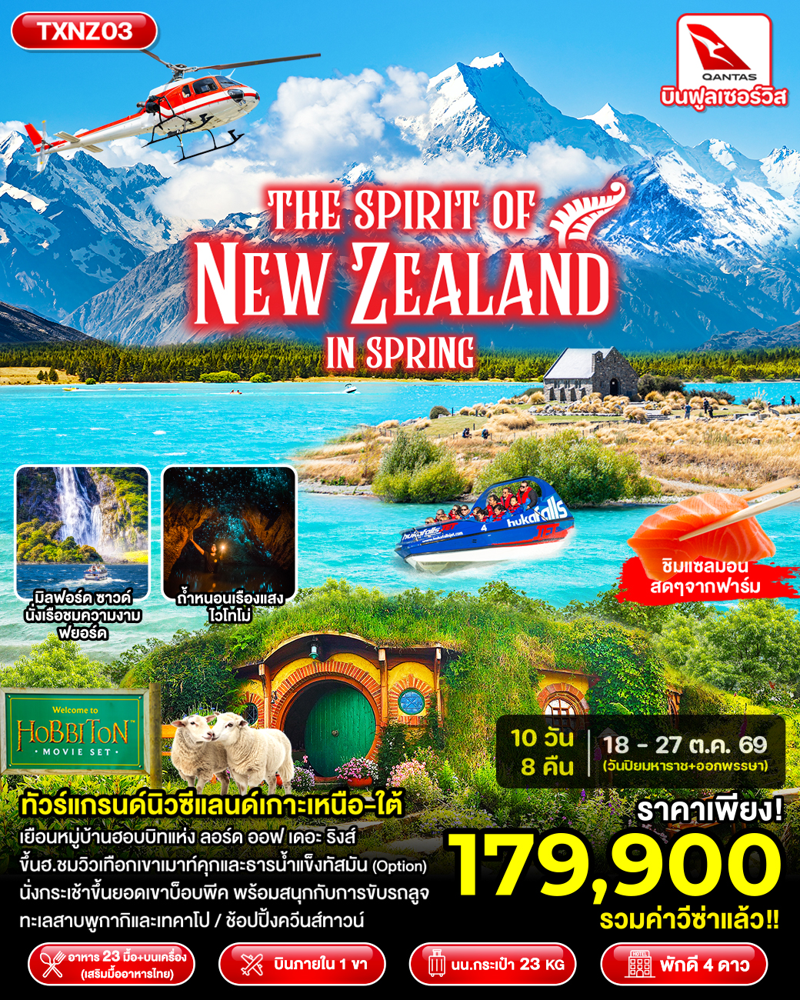 TXNZ03
QANTAS
บินฟูลเซอร์วิส
THE SPIRIT OF
NEW ZEALAND
IN SPRING
hukafalls
JET
hukafallsJET
hukafallsjet.com
4
ชิมแซลมอน
สดๆจากฟาร์ม
มิลฟอร์ด ซาวด์
นั่งเรือชมความงาม
ฟยอร์ด
ถ้ำหนอนเรืองแสง
ไวโทโม่
Welcome to
HOBBITON™
· MOVIE SET ·
10 วัน
8 คืน
18 - 27 ต.ค. 69
(วันปิยมหาราช+ออกพรรษา)
ทัวร์แกรนด์นิวซีแลนด์เกาะเหนือ-ใต้
เยือนหมู่บ้านฮอบบิทแห่ง ลอร์ด ออฟ เดอะ ริงส์
ขึ้นฮ.ชมวิวเทือกเขาเมาท์คุกและธารน้ำแข็งทัสมัน (Option)
นั่งกระเช้าขึ้นยอดเขาบ็อบพีค พร้อมสนุกกับการขับรถลูจ
ทะเลสาบพูกากิและเทคาโป / ช้อปปิ้งควีนส์ทาวน์
ราคาเพียง!
179,900
รวมค่าวีซ่าแล้ว!!
อาหาร 23 มื้อ+บนเครื่อง
(เสริมมื้ออาหารไทย)
บินภายใน 1 ขา
นน.กระเป๋า 23 KG
HOTEL
พักดี 4 ดาว